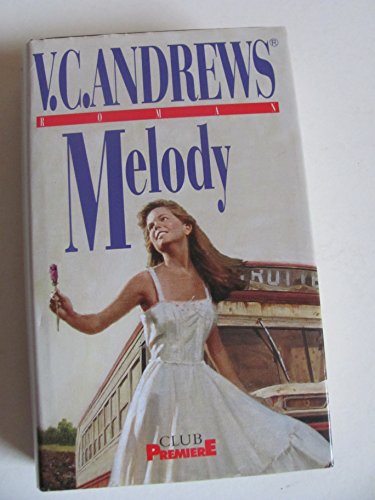 V.C.ANDREWS®
ROMAN
Melody
CLUB
PREMIERE